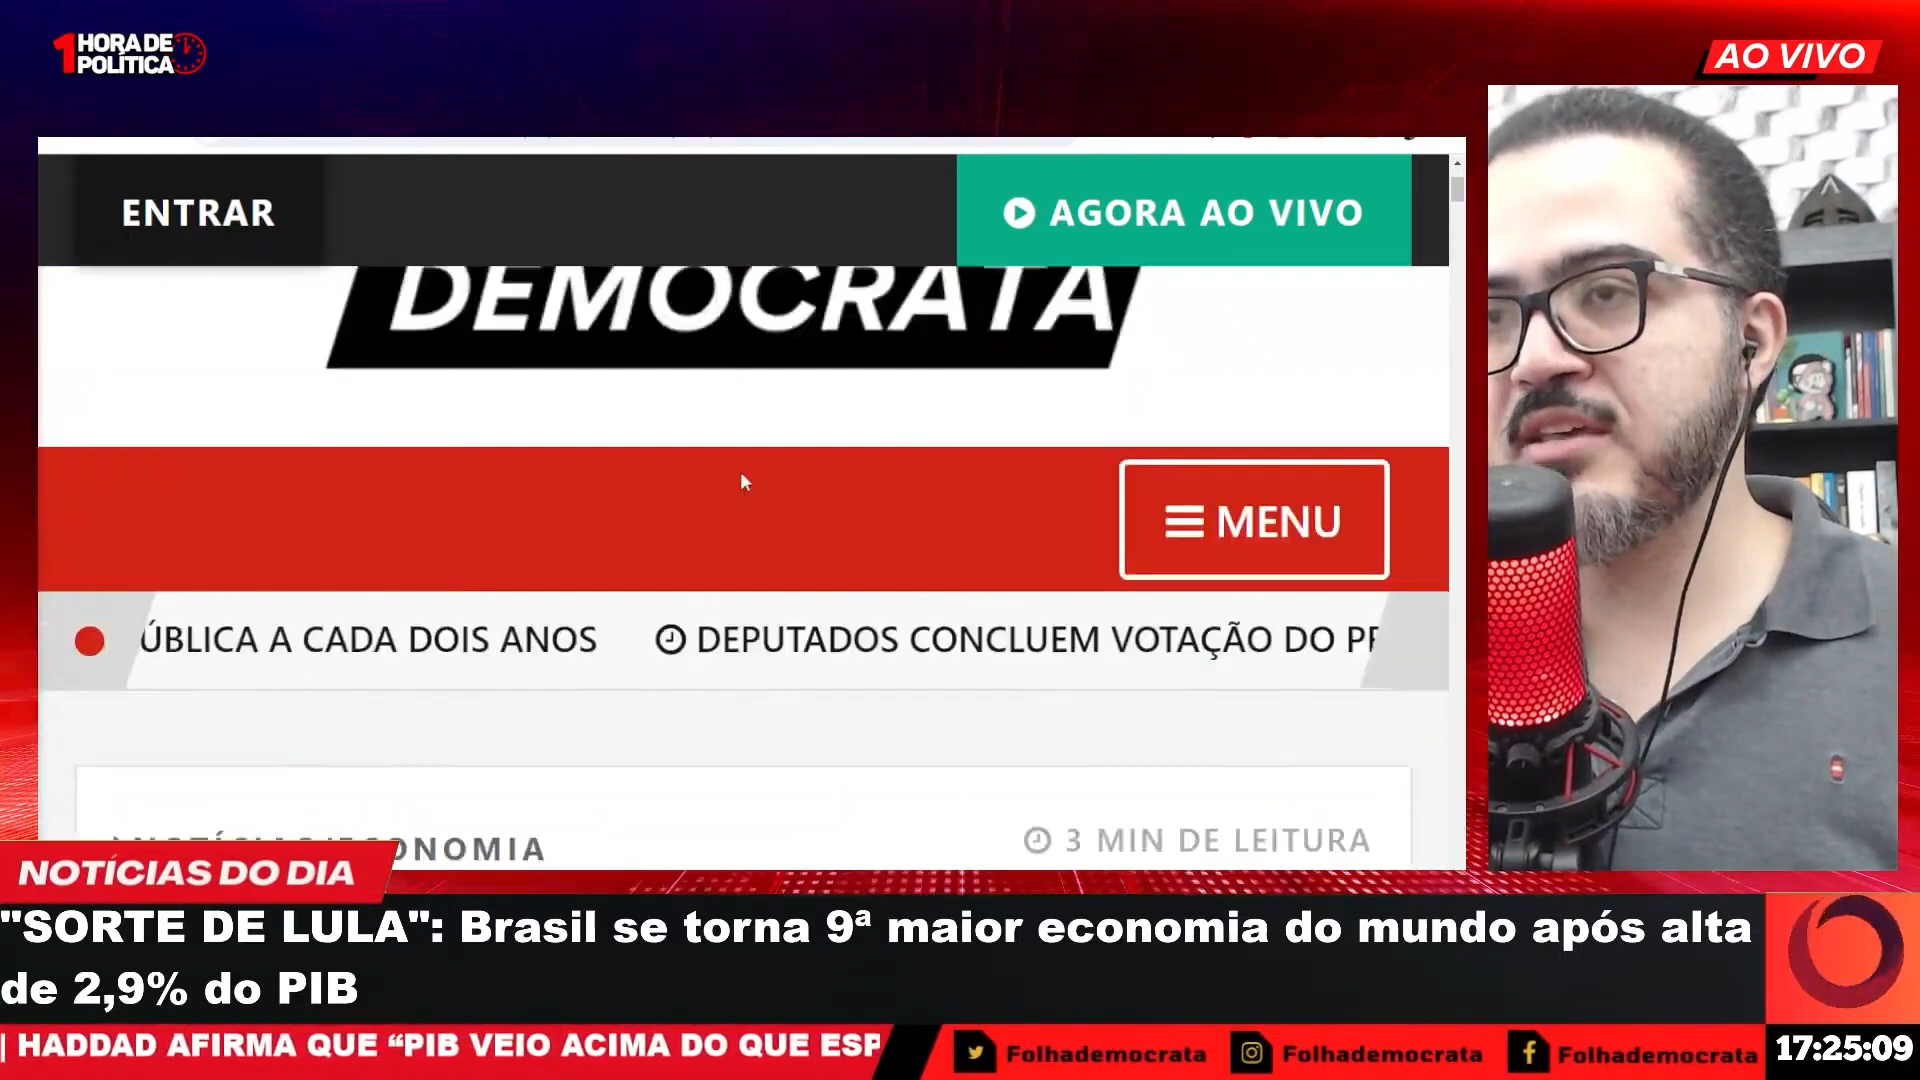 1 HORA DE
POLÍTICA
AO VIVO
ENTRAR
AGORA AO VIVO
DEMOCRATA
MENU
ÚBLICA A CADA DOIS ANOS
DEPUTADOS CONCLUEM VOTAÇÃO DO
3 MIN DE LEITURA
NOTÍCIAS DO DIA
"SORTE DE LULA": Brasil se torna 9ª maior economia do mundo após alta
de 2,9% do PIB
| HADDAD AFIRMA QUE “PIB VEIO ACIMA DO QUE ESP
Folhademocrata
Folhademocrata
Folhademocrata
17:25:09